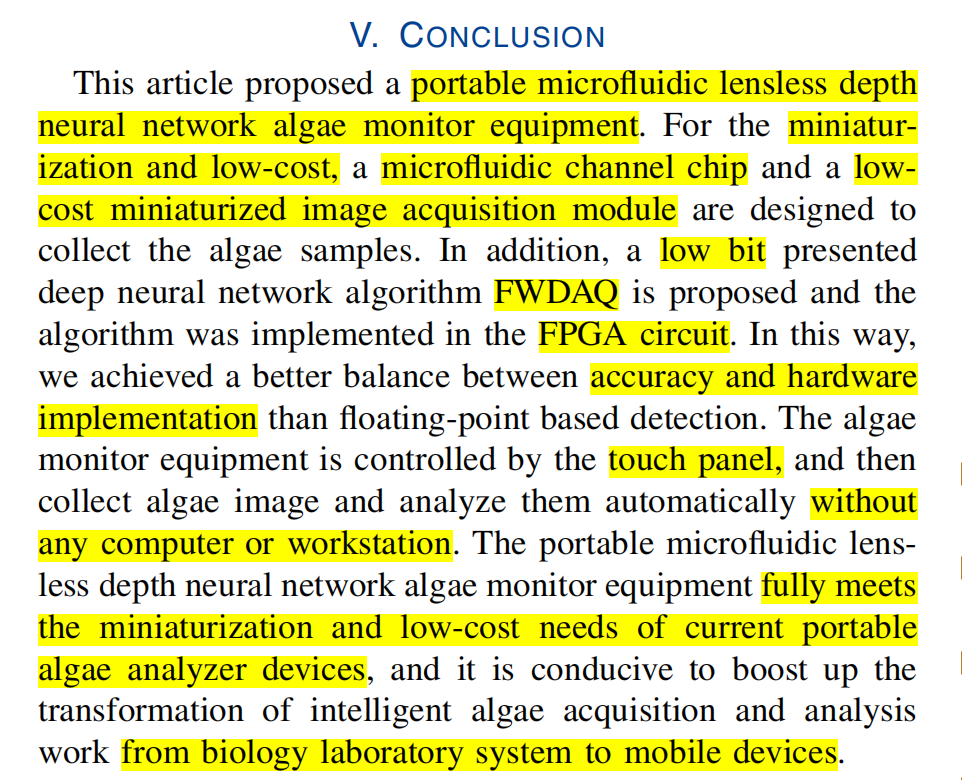 V. CONCLUSION
This article proposed a portable microfluidic lensless depth
neural network algae monitor equipment. For the miniatur-
ization and low-cost, a microfluidic channel chip and a low-
cost miniaturized image acquisition module are designed to
collect the algae samples. In addition, a low bit presented
deep neural network algorithm FWDAQ is proposed and the
algorithm was implemented in the FPGA circuit. In this way,
we achieved a better balance between accuracy and hardware
implementation than floating-point based detection. The algae
monitor equipment is controlled by the touch panel, and then
collect algae image and analyze them automatically without
any computer or workstation. The portable microfluidic lens-
less depth neural network algae monitor equipment fully meets
the miniaturization and low-cost needs of current portable
algae analyzer devices, and it is conducive to boost up the
transformation of intelligent algae acquisition and analysis
work from biology laboratory system to mobile devices.